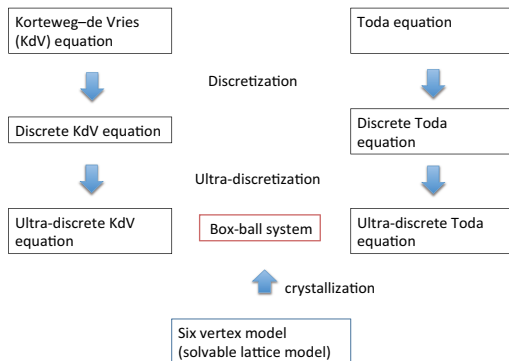 Korteweg–de Vries
(KdV) equation
Toda equation
Discretization
Discrete KdV equation
Discrete Toda
equation
Ultra-discretization
Ultra-discrete KdV
equation
Box-ball system
Ultra-discrete Toda
equation
crystallization
Six vertex model
(solvable lattice model)